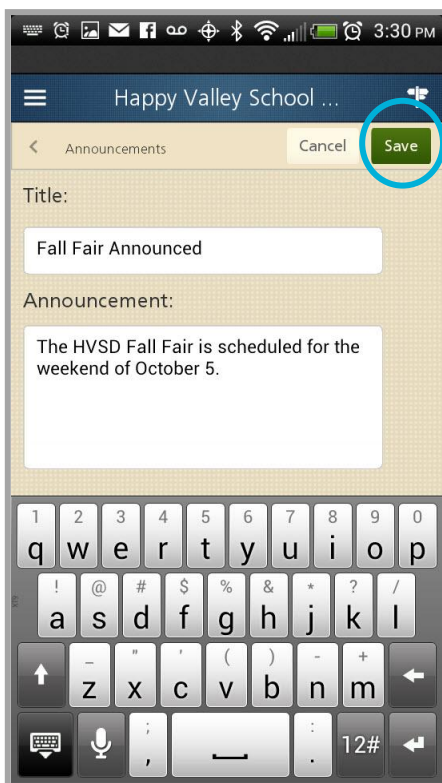 3:30 PM
Happy Valley School ...
Announcements Cancel Save
Title:
Fall Fair Announced
Announcement:
The HVSD Fall Fair is scheduled for the
weekend of October 5.
1 2 3 4 5 6 7 8 9 0
q w e r t y u i o p
! @ # $ % & * ? /
a s d f g h j k l
_ " ' ( ) - +
z x c v b n m
; :
, . 12#